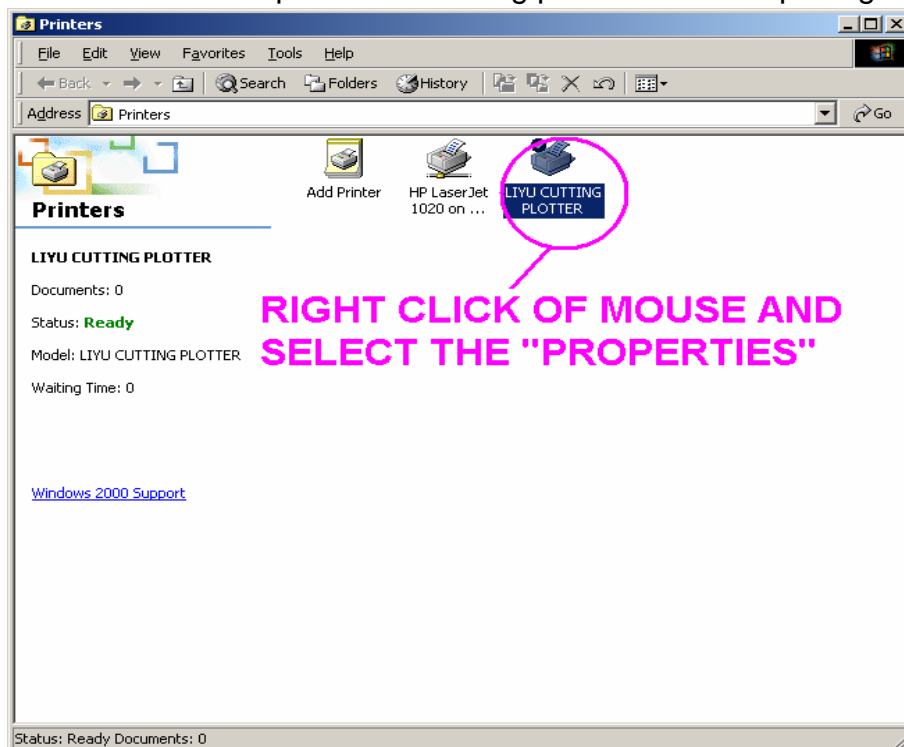 Printers
File Edit View Favorites Tools Help
Back Search Folders History
Address Printers Go
Add Printer
HP LaserJet
1020 on ...
LIYU CUTTING
PLOTTER
Printers
LIYU CUTTING PLOTTER
Documents: 0
Status: Ready
Model: LIYU CUTTING PLOTTER
Waiting Time: 0
RIGHT CLICK OF MOUSE AND
SELECT THE "PROPERTIES"
Windows 2000 Support
Status: Ready Documents: 0